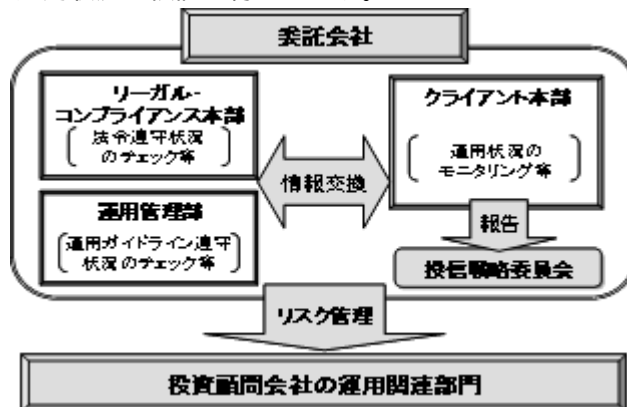 委託会社
リーガル・
コンプライアンス本部
法令遵守状況
のチェック等
クライアント本部
運用状況の
モニタリング等
情報交換
運用管理部
運用ガイドライン遵守
状況のチェック等
報告
投信戦略委員会
リスク管理
投資顧問会社の運用関連部門